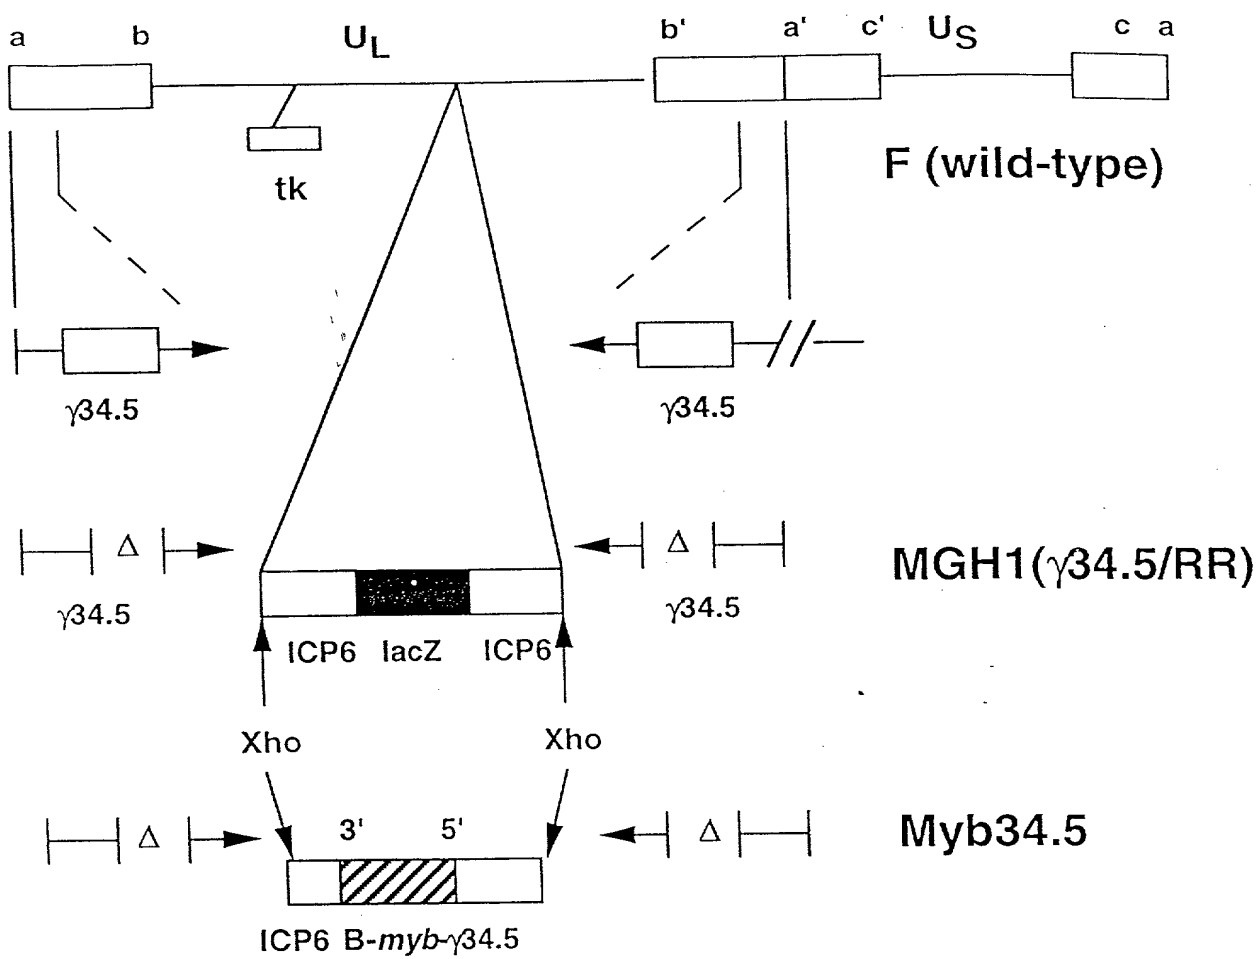 a b U_L b' a' c' U_S c a
F (wild-type)
tk
γ34.5 γ34.5
Δ Δ
MGH1(γ34.5/RR)
γ34.5 γ34.5
ICP6 lacZ ICP6
Xho Xho
Δ 3' 5' Δ
Myb34.5
ICP6 B-myb-γ34.5